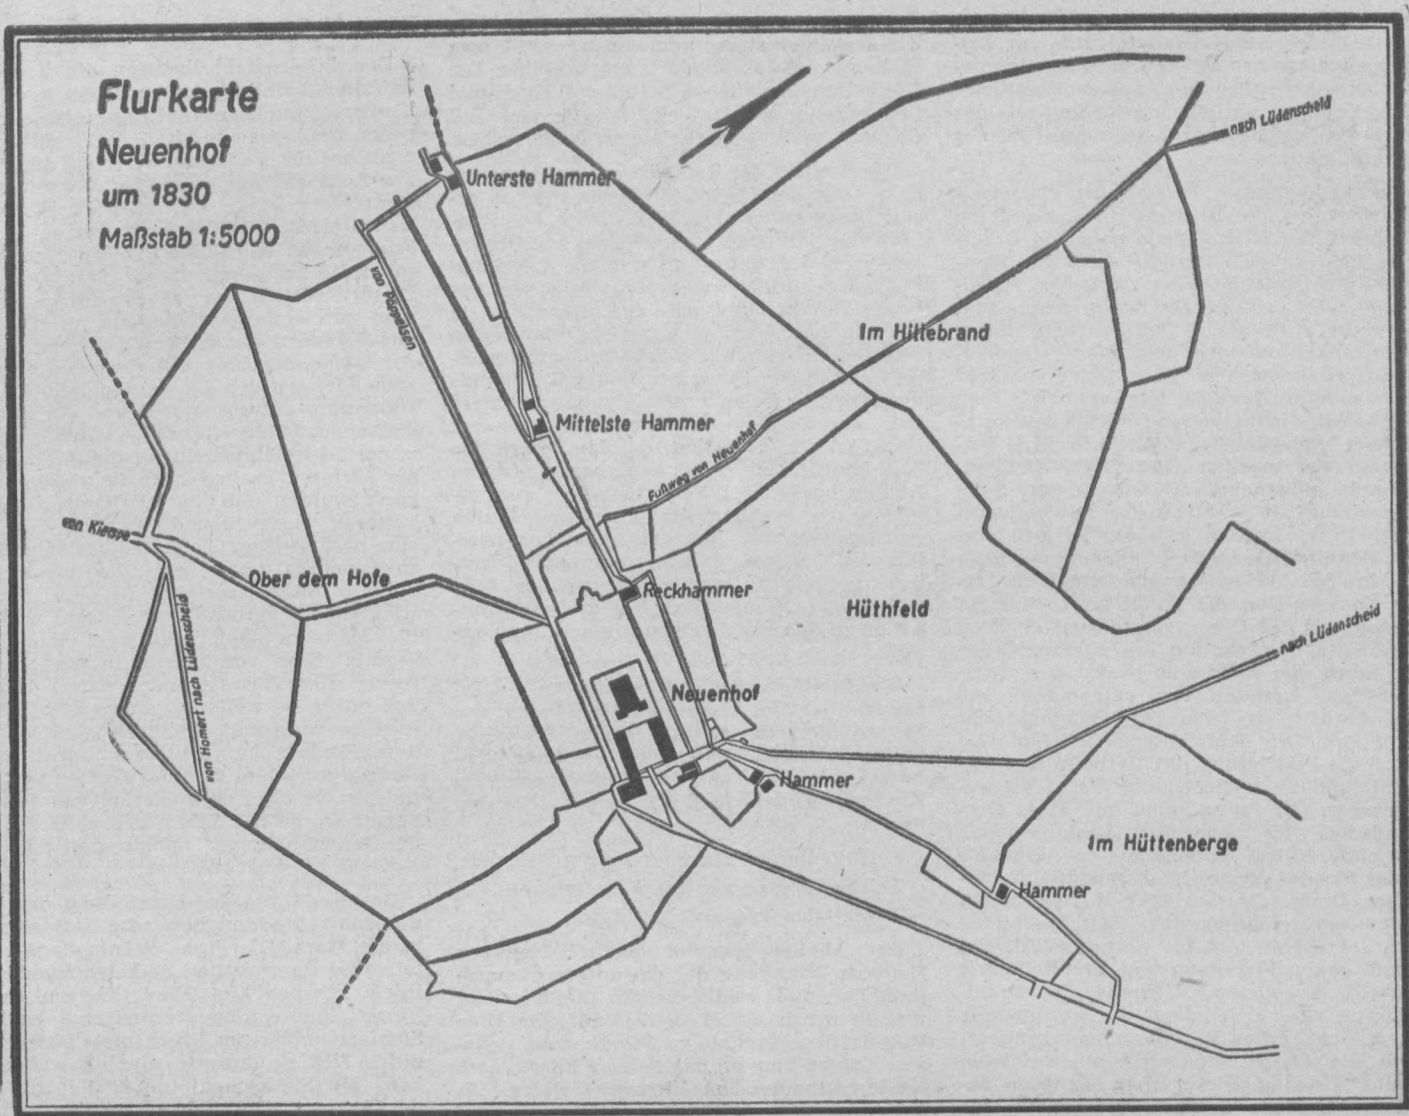 Flurkarte
Neuenhof
um 1830
Maßstab 1:5000
Unterste Hammer
nach Lüdenscheid
von Päppelsen
Im Hillebrand
Mittelste Hammer
Fußweg von Neuenhof
von Kierspe
Ober dem Hofe
Reckhammer
Hüthfeld
von Homert nach Lüdenscheid
nach Lüdenscheid
Neuenhof
Hammer
Im Hüttenberge
Hammer